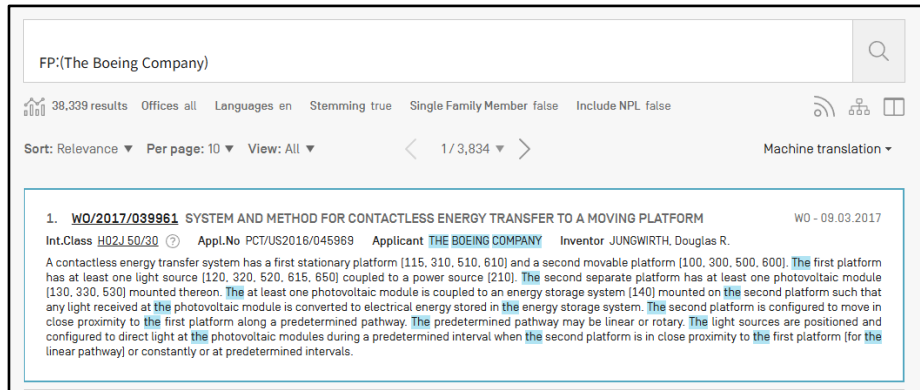 FP:(The Boeing Company)
38,339 results Offices all Languages en Stemming true Single Family Member false Include NPL false
Sort: Relevance ▼ Per page: 10 ▼ View: All ▼ < 1 / 3,834 ▼ > Machine translation ▾
1. WO/2017/039961 SYSTEM AND METHOD FOR CONTACTLESS ENERGY TRANSFER TO A MOVING PLATFORM WO - 09.03.2017
Int.Class H02J 50/30 ? Appl.No PCT/US2016/045969 Applicant THE BOEING COMPANY Inventor JUNGWIRTH, Douglas R.
A contactless energy transfer system has a first stationary platform [115, 310, 510, 610] and a second movable platform [100, 300, 500, 600]. The first platform
has at least one light source [120, 320, 520, 615, 650] coupled to a power source [210]. The second separate platform has at least one photovoltaic module
[130, 330, 530] mounted thereon. The at least one photovoltaic module is coupled to an energy storage system [140] mounted on the second platform such that
any light received at the photovoltaic module is converted to electrical energy stored in the energy storage system. The second platform is configured to move in
close proximity to the first platform along a predetermined pathway. The predetermined pathway may be linear or rotary. The light sources are positioned and
configured to direct light at the photovoltaic modules during a predetermined interval when the second platform is in close proximity to the first platform [for the
linear pathway] or constantly or at predetermined intervals.